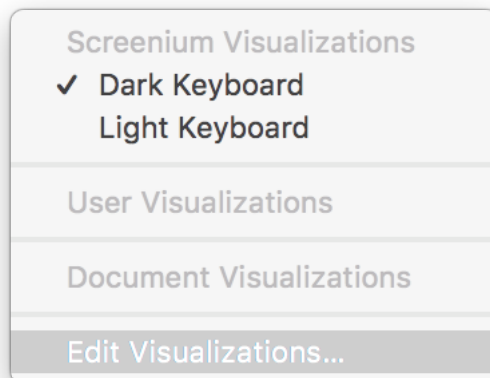 Screenium Visualizations
✓ Dark Keyboard
Light Keyboard
User Visualizations
Document Visualizations
Edit Visualizations...